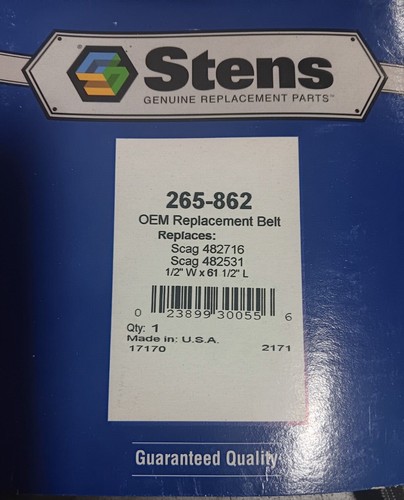 Stens
GENUINE REPLACEMENT PARTS™
265-862
OEM Replacement Belt
Replaces:
Scag 482716
Scag 482531
1/2" W x 61 1/2" L
0 23899 30055 6
Qty: 1
Made in: U.S.A.
17170 2171
Guaranteed Quality